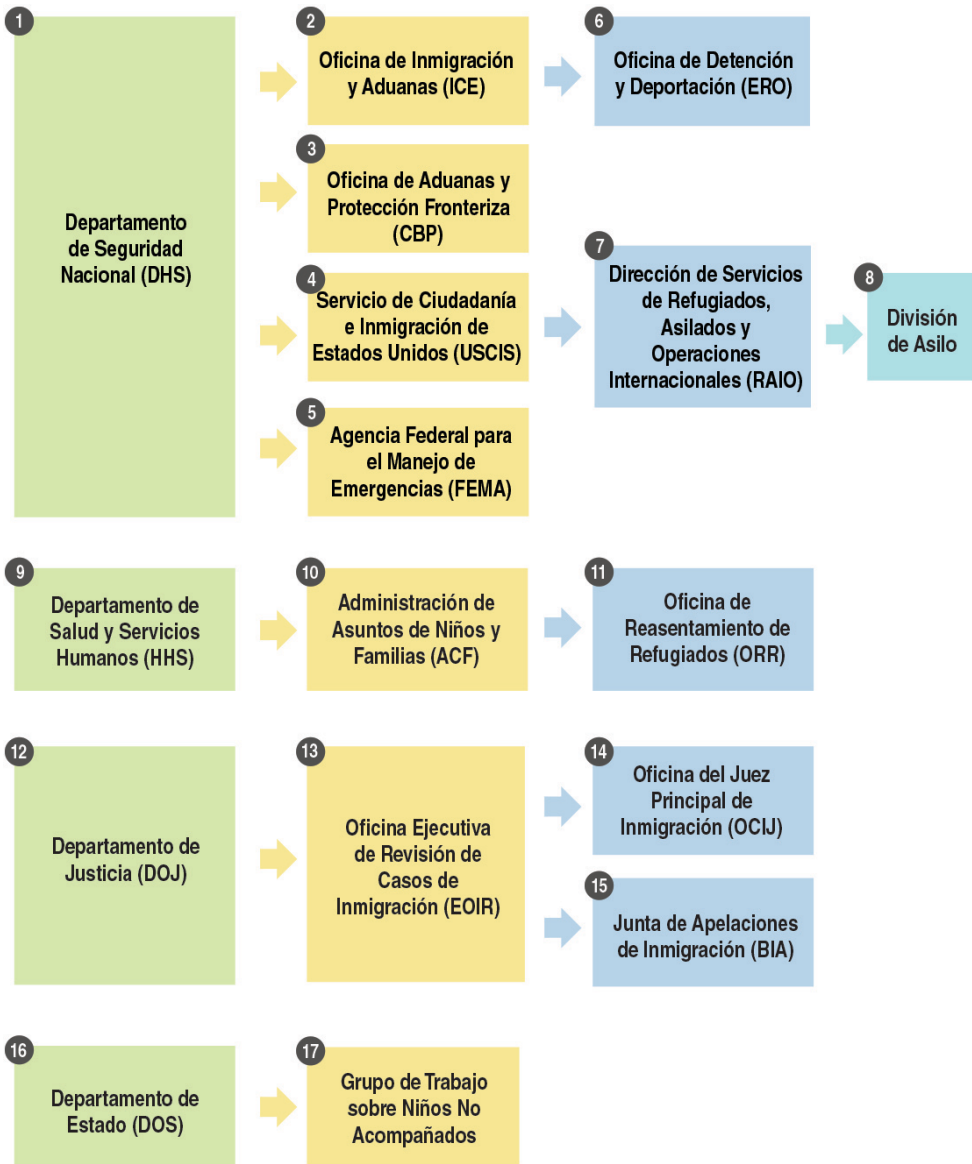 1
Departamento
de Seguridad
Nacional (DHS)
2
Oficina de Inmigración
y Aduanas (ICE)
3
Oficina de Aduanas y
Protección Fronteriza
(CBP)
4
Servicio de Ciudadanía
e Inmigración de
Estados Unidos (USCIS)
5
Agencia Federal para
el Manejo de
Emergencias (FEMA)
6
Oficina de Detención
y Deportación (ERO)
7
Dirección de Servicios
de Refugiados,
Asilados y
Operaciones
Internacionales (RAIO)
8
División
de Asilo
9
Departamento de
Salud y Servicios
Humanos (HHS)
10
Administración de
Asuntos de Niños y
Familias (ACF)
11
Oficina de
Reasentamiento de
Refugiados (ORR)
12
Departamento de
Justicia (DOJ)
13
Oficina Ejecutiva
de Revisión de
Casos de
Inmigración (EOIR)
14
Oficina del Juez
Principal de
Inmigración (OCIJ)
15
Junta de Apelaciones
de Inmigración (BIA)
16
Departamento de
Estado (DOS)
17
Grupo de Trabajo
sobre Niños No
Acompañados